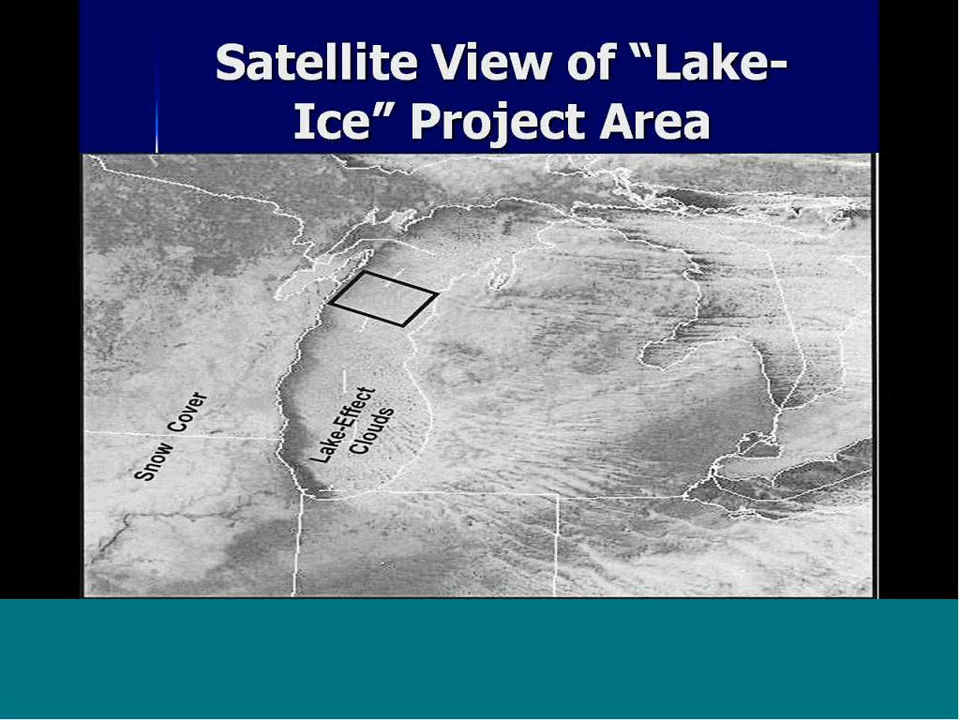 Satellite View of “Lake-
Ice” Project Area
Snow Cover
Lake-Effect
Clouds